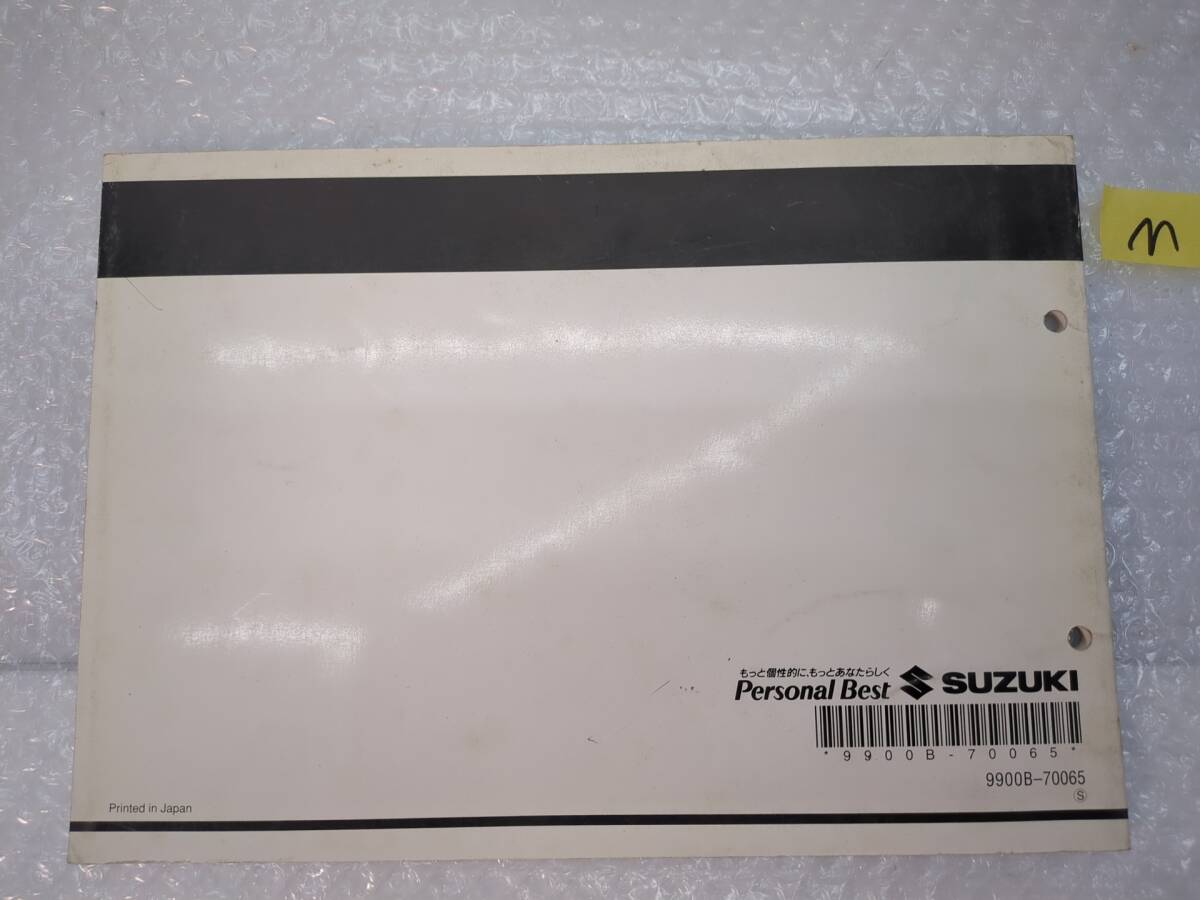 もっと個性的に、もっとあなたらしく
Personal Best SUZUKI
*9900B-70065*
9900B-70065
S
Printed in Japan